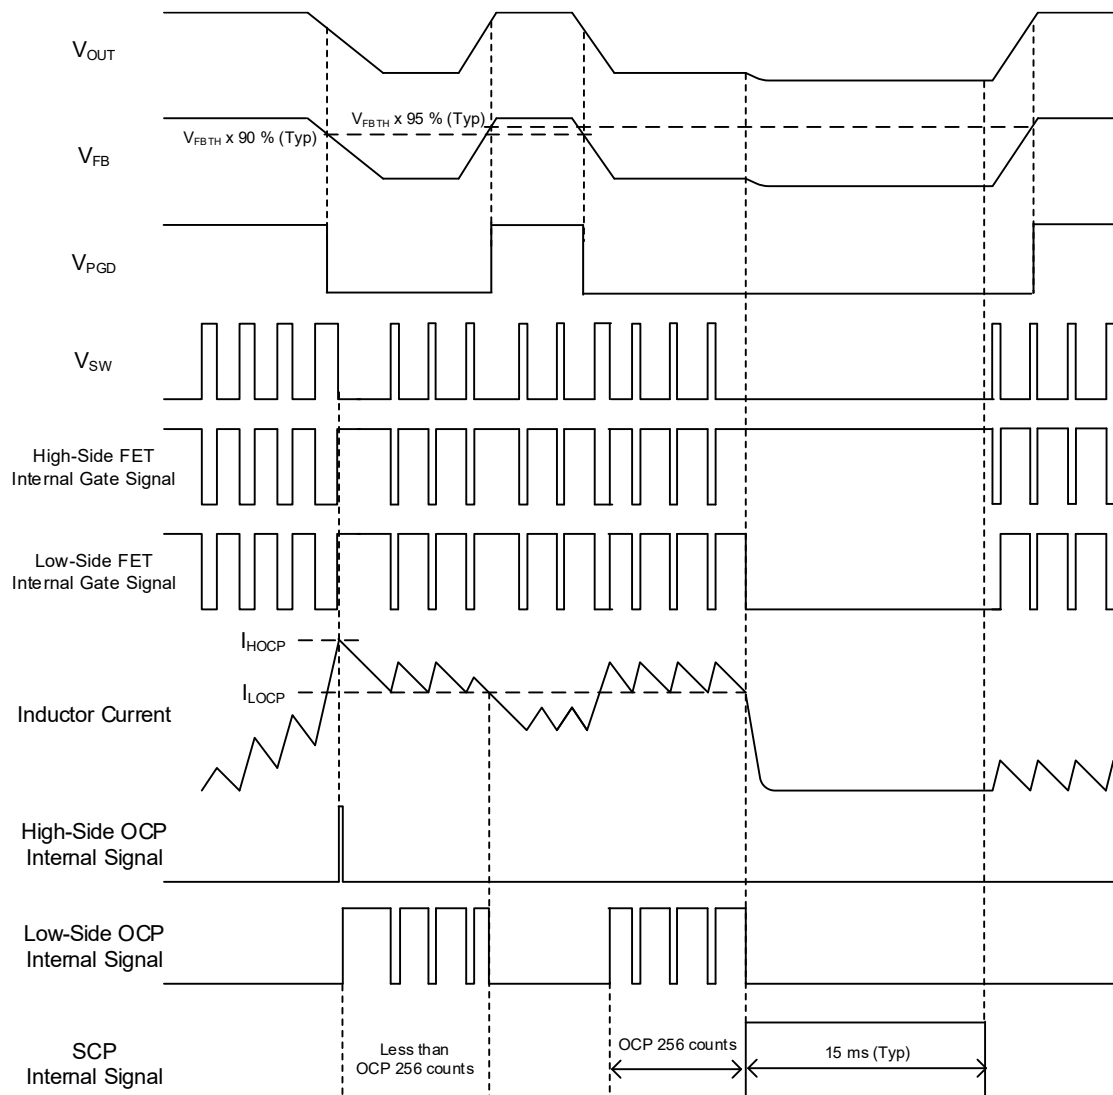 VOUT
VFBTH x 95 % (Typ)
VFBTH x 90 % (Typ)
VFB
VPGD
VSW
High-Side FET
Internal Gate Signal
Low-Side FET
Internal Gate Signal
IHOCP
ILOCP
Inductor Current
High-Side OCP
Internal Signal
Low-Side OCP
Internal Signal
SCP
Internal Signal
Less than
OCP 256 counts
OCP 256 counts
15 ms (Typ)